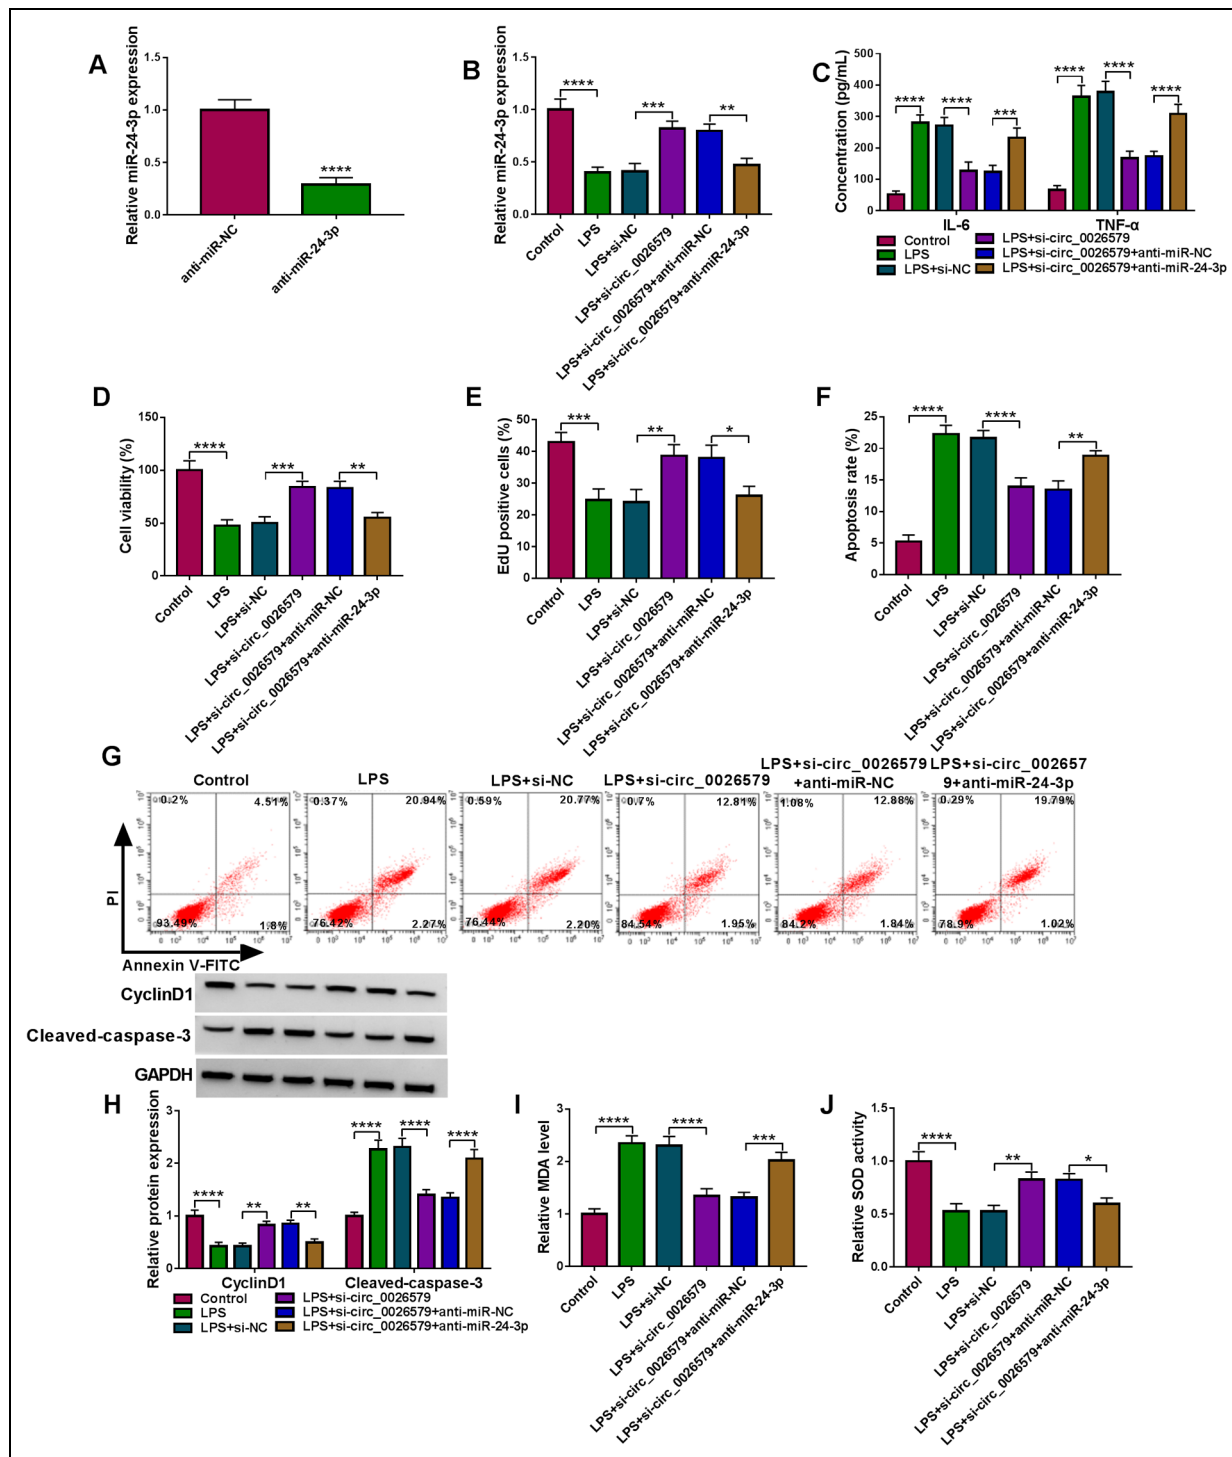 A
Relative miR-24-3p expression
1.5
1.0
0.5
0.0
****
anti-miR-NC
anti-miR-24-3p
B
Relative miR-24-3p expression
1.5
1.0
0.5
0.0
****
***
**
Control
LPS
LPS+si-NC
LPS+si-circ_0026579
LPS+si-circ_0026579+anti-miR-NC
LPS+si-circ_0026579+anti-miR-24-3p
C
Concentration (pg/mL)
500
400
300
200
100
0
**** **** ***
**** **** ****
IL-6 TNF-α
Control
LPS
LPS+si-NC
LPS+si-circ_0026579
LPS+si-circ_0026579+anti-miR-NC
LPS+si-circ_0026579+anti-miR-24-3p
D
Cell viability (%)
150
100
50
0
****
***
**
Control
LPS
LPS+si-NC
LPS+si-circ_0026579
LPS+si-circ_0026579+anti-miR-NC
LPS+si-circ_0026579+anti-miR-24-3p
E
EdU positive cells (%)
50
40
30
20
10
0
***
**
*
Control
LPS
LPS+si-NC
LPS+si-circ_0026579
LPS+si-circ_0026579+anti-miR-NC
LPS+si-circ_0026579+anti-miR-24-3p
F
Apoptosis rate (%)
25
20
15
10
5
0
****
****
**
Control
LPS
LPS+si-NC
LPS+si-circ_0026579
LPS+si-circ_0026579+anti-miR-NC
LPS+si-circ_0026579+anti-miR-24-3p
G
Control
0.2% 4.51%
93.49% 1.8%
LPS
0.37% 20.94%
76.42% 2.27%
LPS+si-NC
0.59% 20.77%
76.44% 2.20%
LPS+si-circ_0026579
0.7% 12.81%
84.54% 1.95%
LPS+si-circ_0026579
+anti-miR-NC
1.08% 12.88%
84.2% 1.84%
LPS+si-circ_002657
9+anti-miR-24-3p
0.29% 19.79%
78.9% 1.02%
PI
Annexin V-FITC
CyclinD1
Cleaved-caspase-3
GAPDH
H
Relative protein expression
3
2
1
0
**** ** **
**** **** ****
CyclinD1 Cleaved-caspase-3
Control
LPS
LPS+si-NC
LPS+si-circ_0026579
LPS+si-circ_0026579+anti-miR-NC
LPS+si-circ_0026579+anti-miR-24-3p
I
Relative MDA level
3
2
1
0
****
****
***
Control
LPS
LPS+si-NC
LPS+si-circ_0026579
LPS+si-circ_0026579+anti-miR-NC
LPS+si-circ_0026579+anti-miR-24-3p
J
Relative SOD activity
1.5
1.0
0.5
0.0
****
**
*
Control
LPS
LPS+si-NC
LPS+si-circ_0026579
LPS+si-circ_0026579+anti-miR-NC
LPS+si-circ_0026579+anti-miR-24-3p